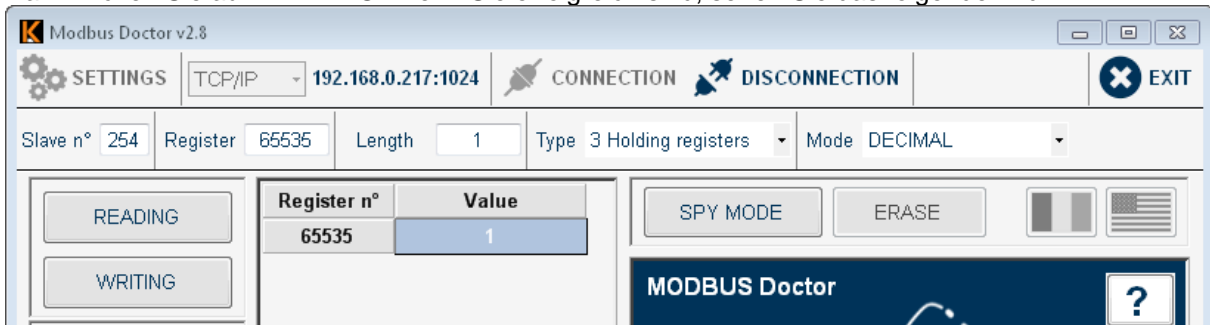 Modbus Doctor v2.8
SETTINGS TCP/IP 192.168.0.217:1024 CONNECTION DISCONNECTION EXIT
Slave n° 254 Register 65535 Length 1 Type 3 Holding registers Mode DECIMAL
READING Register n° Value SPY MODE ERASE
65535 1
WRITING MODBUS Doctor ?